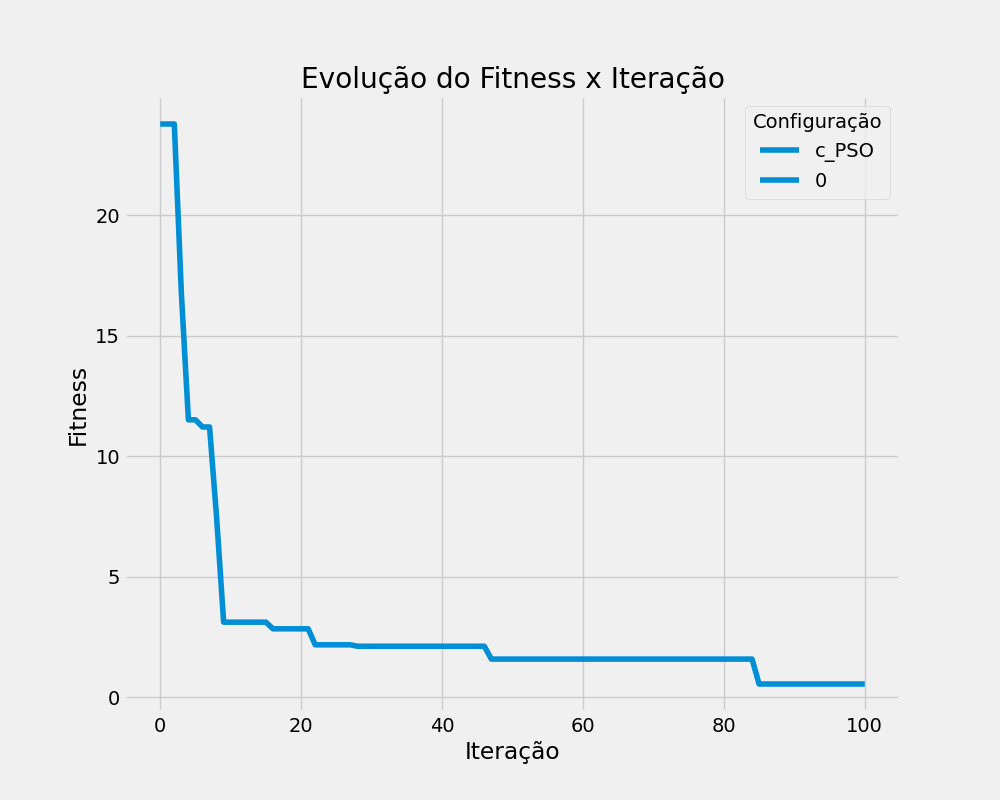 Evolução do Fitness x Iteração
Configuração
c_PSO
0
Fitness
20
15
10
5
0
0 20 40 60 80 100
Iteração